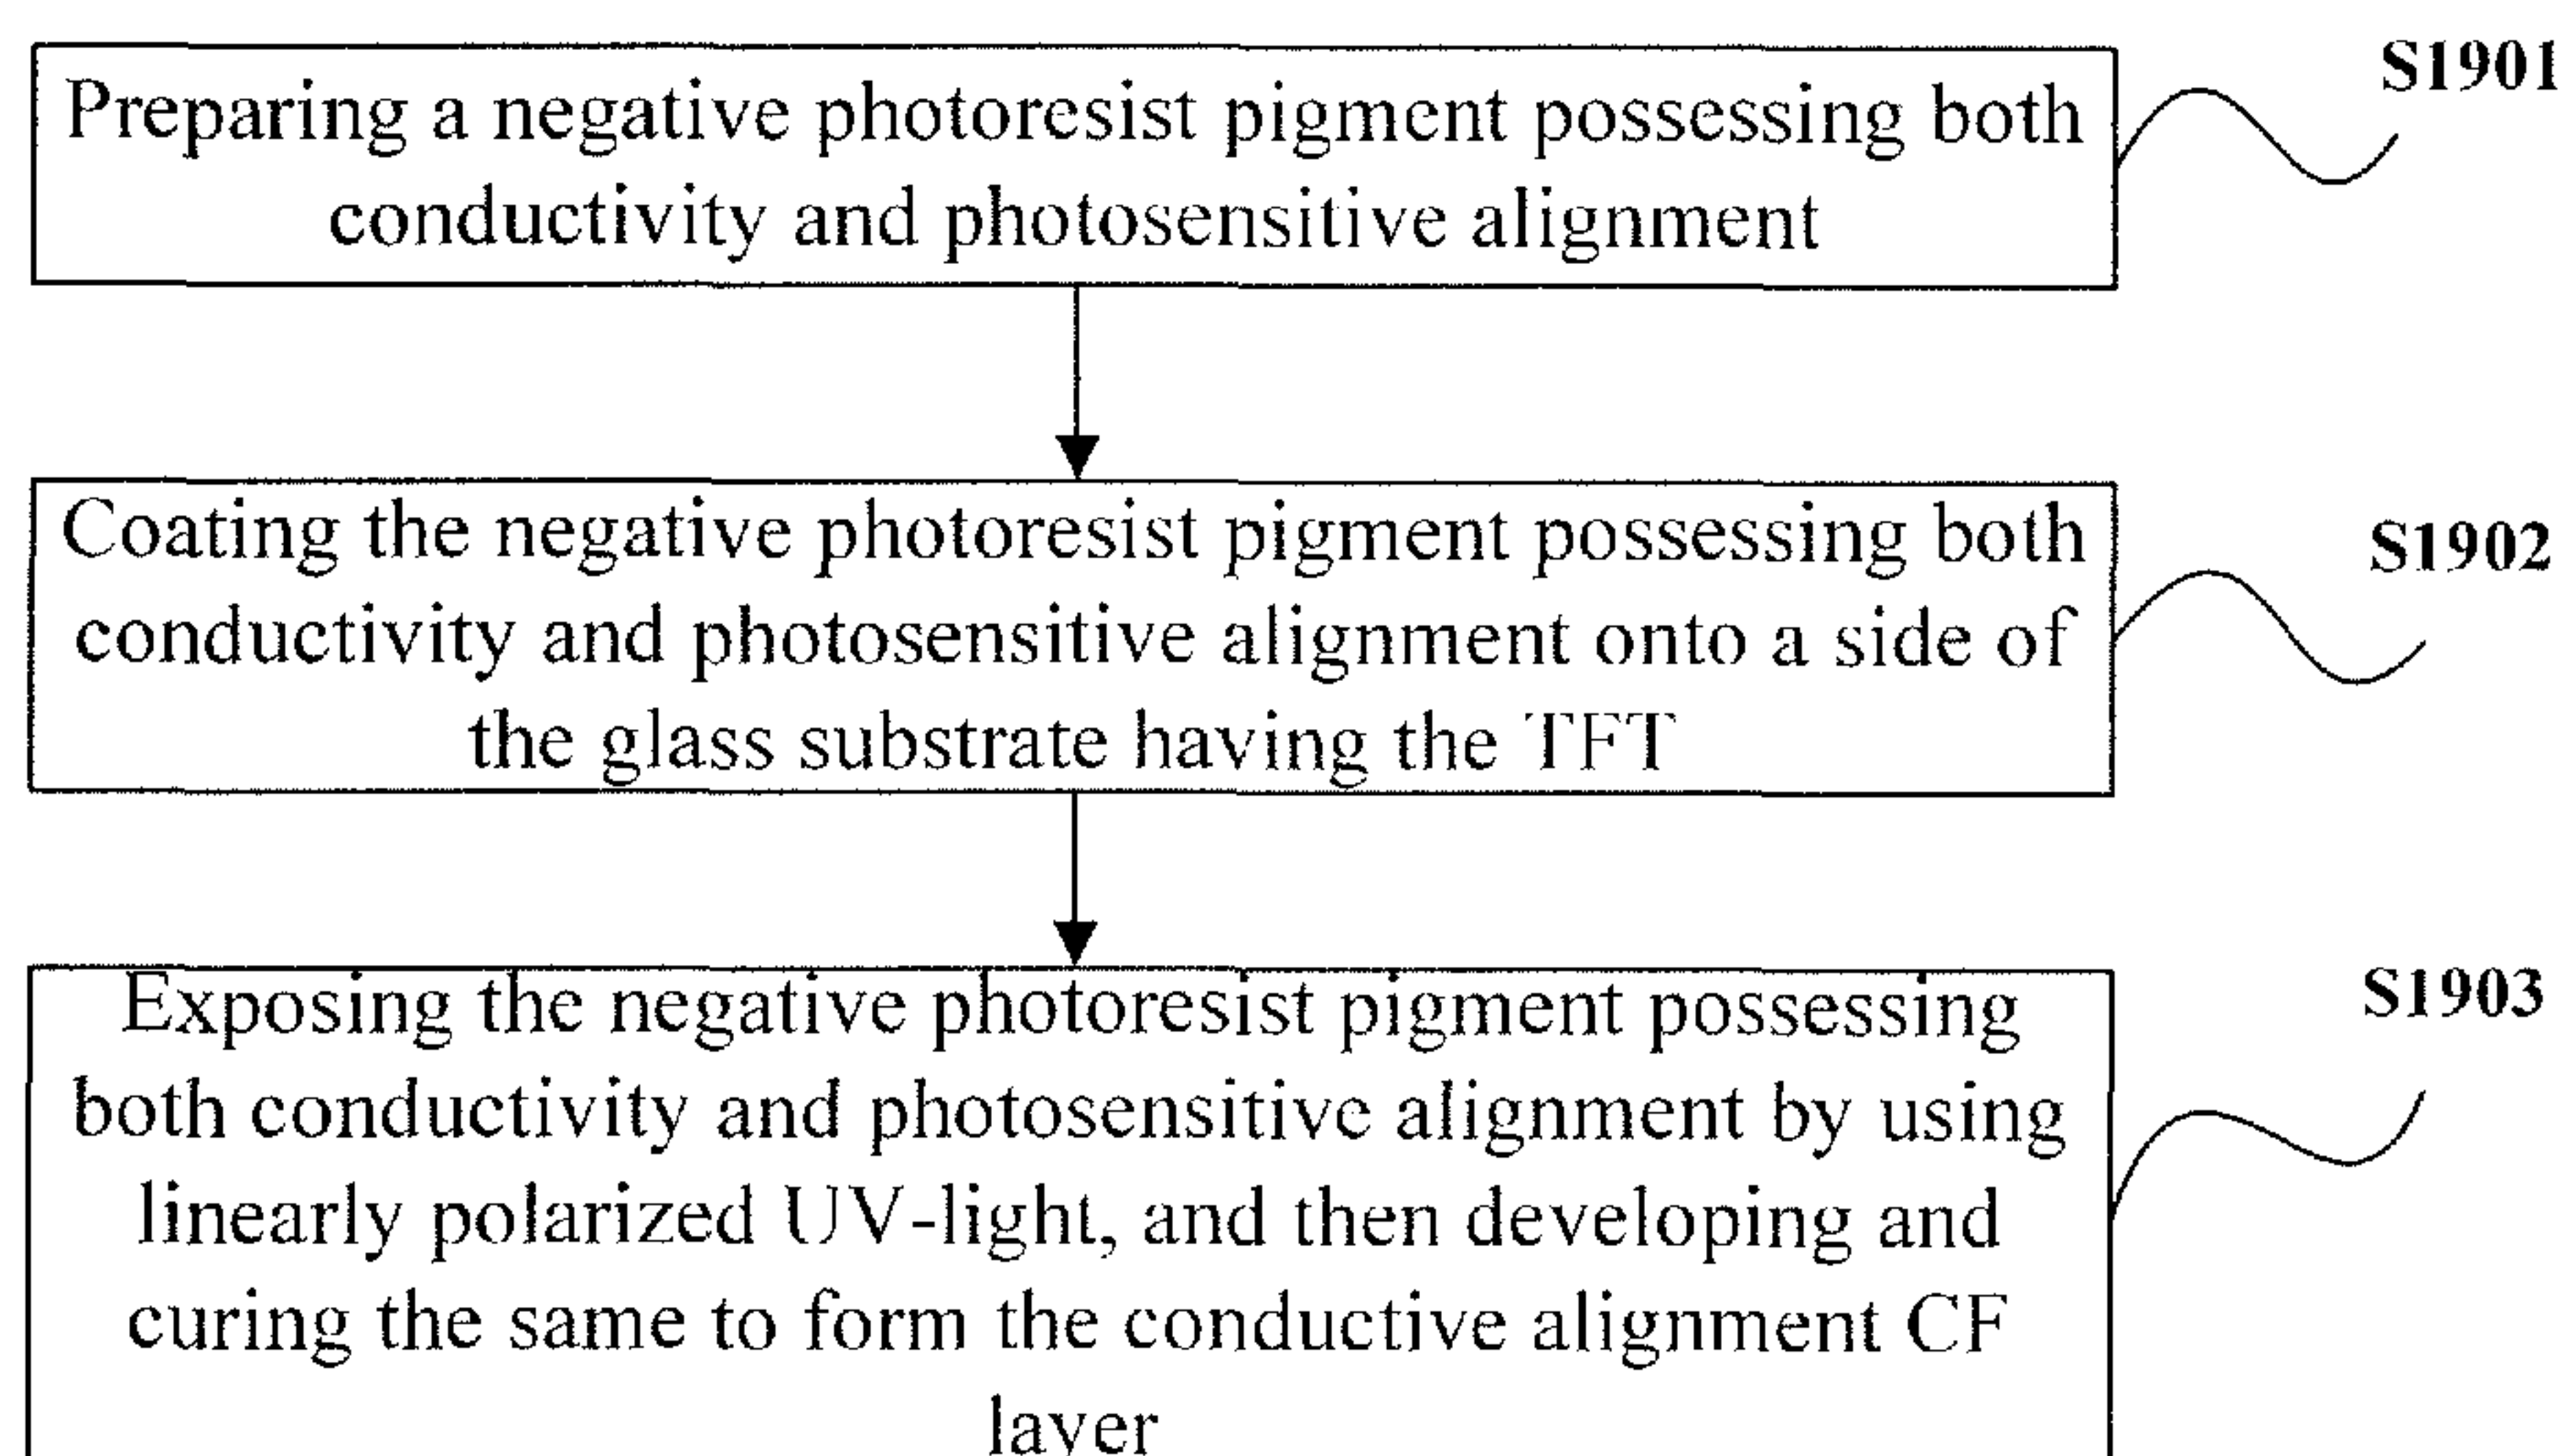 S1901
Preparing a negative photoresist pigment possessing both
conductivity and photosensitive alignment
Coating the negative photoresist pigment possessing both
S1902
conductivity and photosensitive alignment onto a side of
the glass substrate having the TFT
Exposing the negative photoresist pigment possessing
S1903
both conductivity and photosensitive alignment by using
linearly polarized UV-light, and then developing and
curing the same to form the conductive alignment CF
layer